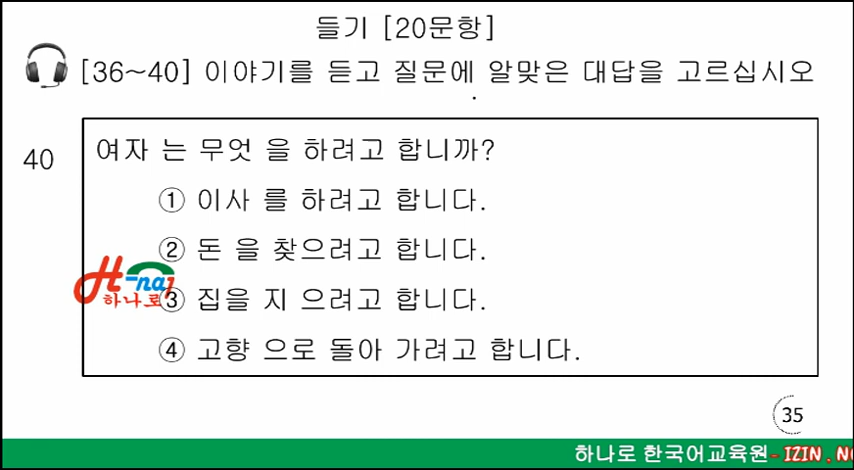 듣기 [20문항]
[36~40] 이야기를 듣고 질문에 알맞은 대답을 고르십시오
.
40
여자 는 무엇 을 하려고 합니까?
① 이사 를 하려고 합니다.
② 돈 을 찾으려고 합니다.
H-na
하나로
③ 집을 지 으려고 합니다.
④ 고향 으로 돌아 가려고 합니다.
35
하나로 한국어교육원- IZIN . N